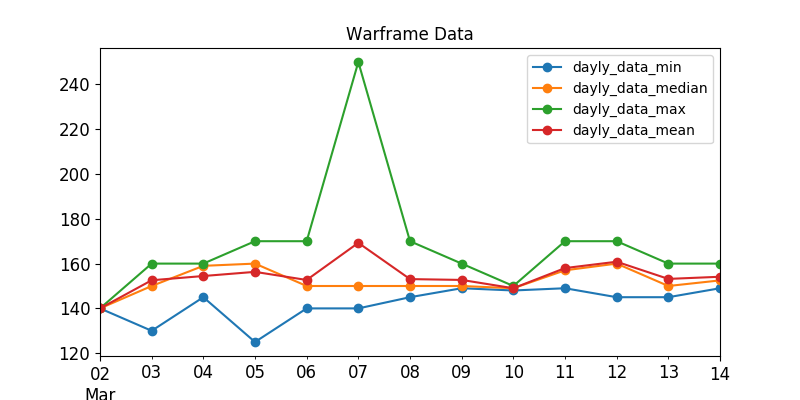 Warframe Data
dayly_data_min
dayly_data_median
dayly_data_max
dayly_data_mean
240
220
200
180
160
140
120
02 03 04 05 06 07 08 09 10 11 12 13 14
Mar